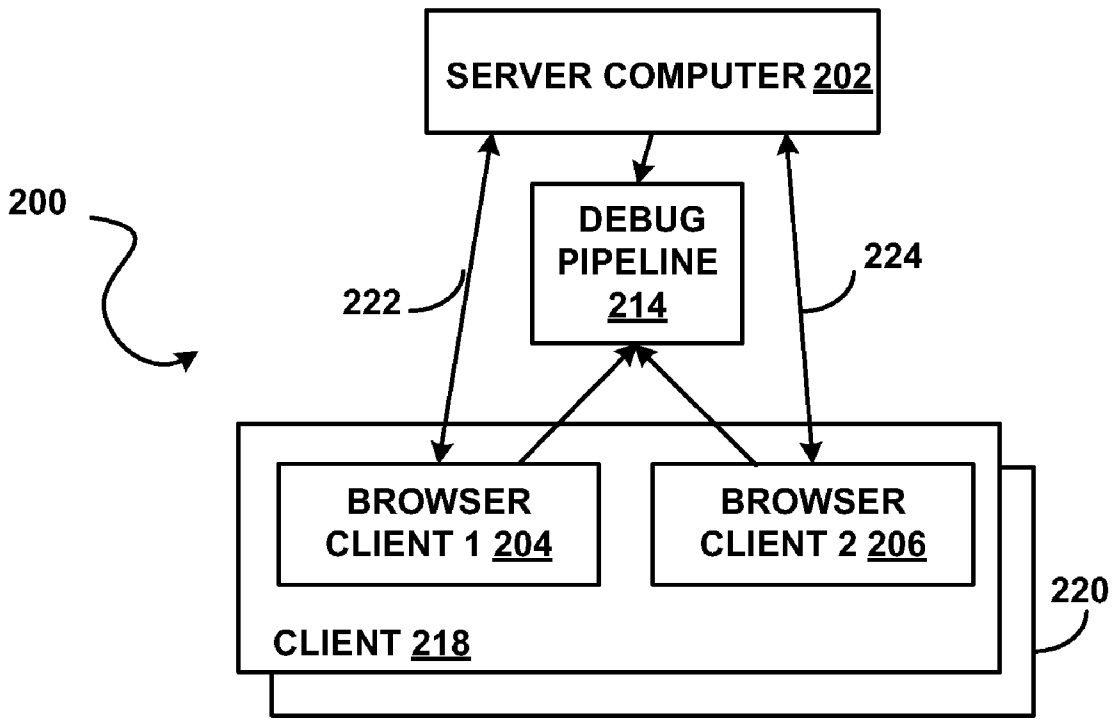 SERVER COMPUTER 202
200
DEBUG
PIPELINE
214
222
224
BROWSER
CLIENT 1 204
BROWSER
CLIENT 2 206
220
CLIENT 218